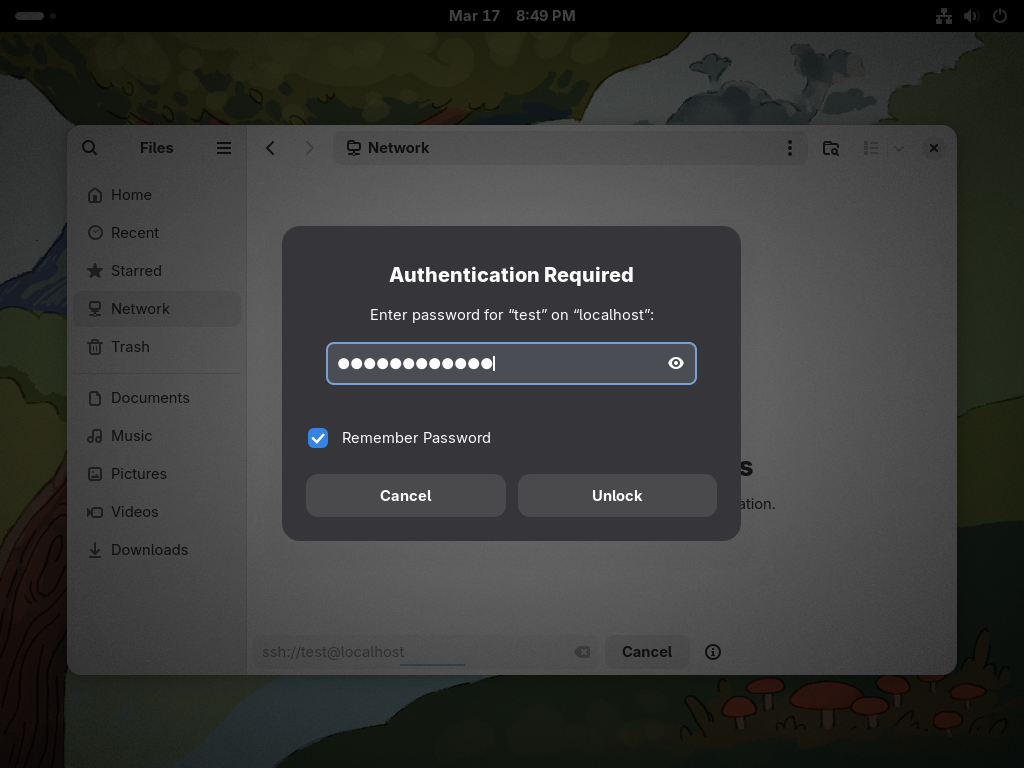 Mar 17 8:49 PM
Files
Network
Home
Recent
Starred
Network
Trash
Documents
Music
Pictures
Videos
Downloads
Authentication Required
Enter password for “test” on “localhost”:
●●●●●●●●●●●●
Remember Password
Cancel
Unlock
ssh://test@localhost
Cancel